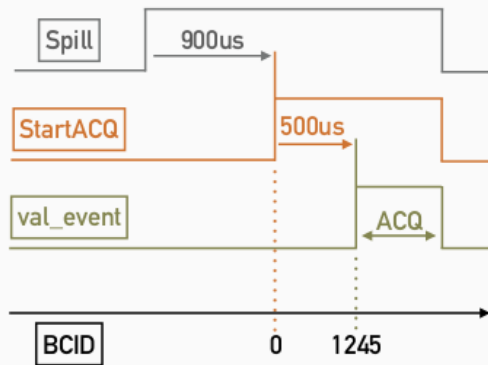 Spill
900us
StartACQ
500us
val_event
ACQ
BCID
0
1245